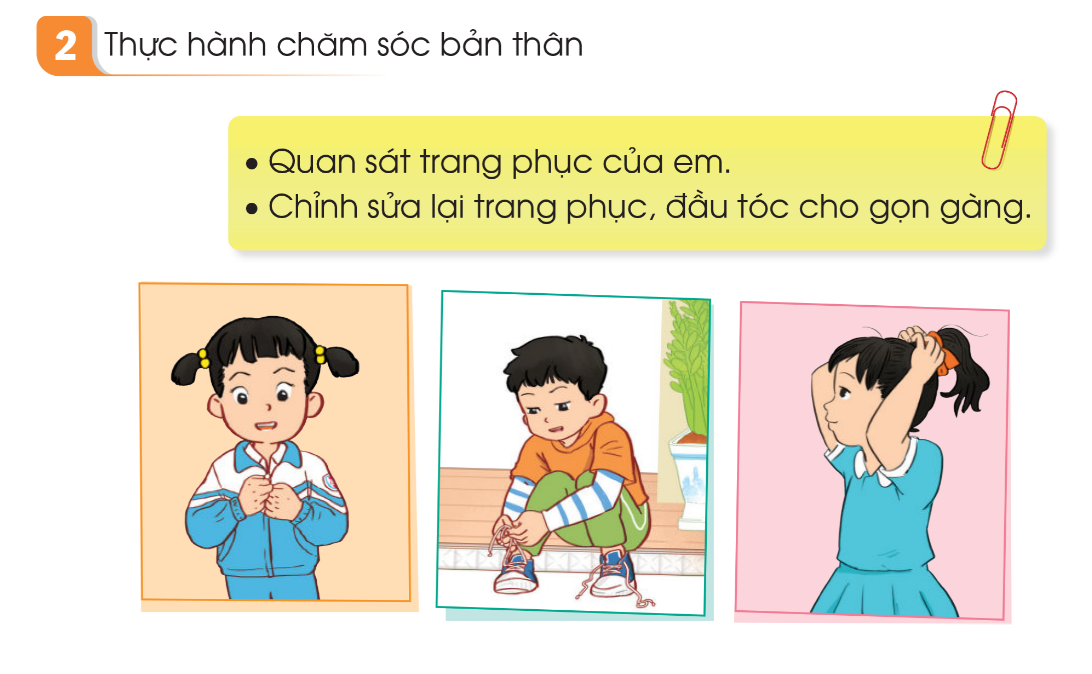 2 Thực hành chăm sóc bản thân
• Quan sát trang phục của em.
• Chỉnh sửa lại trang phục, đầu tóc cho gọn gàng.